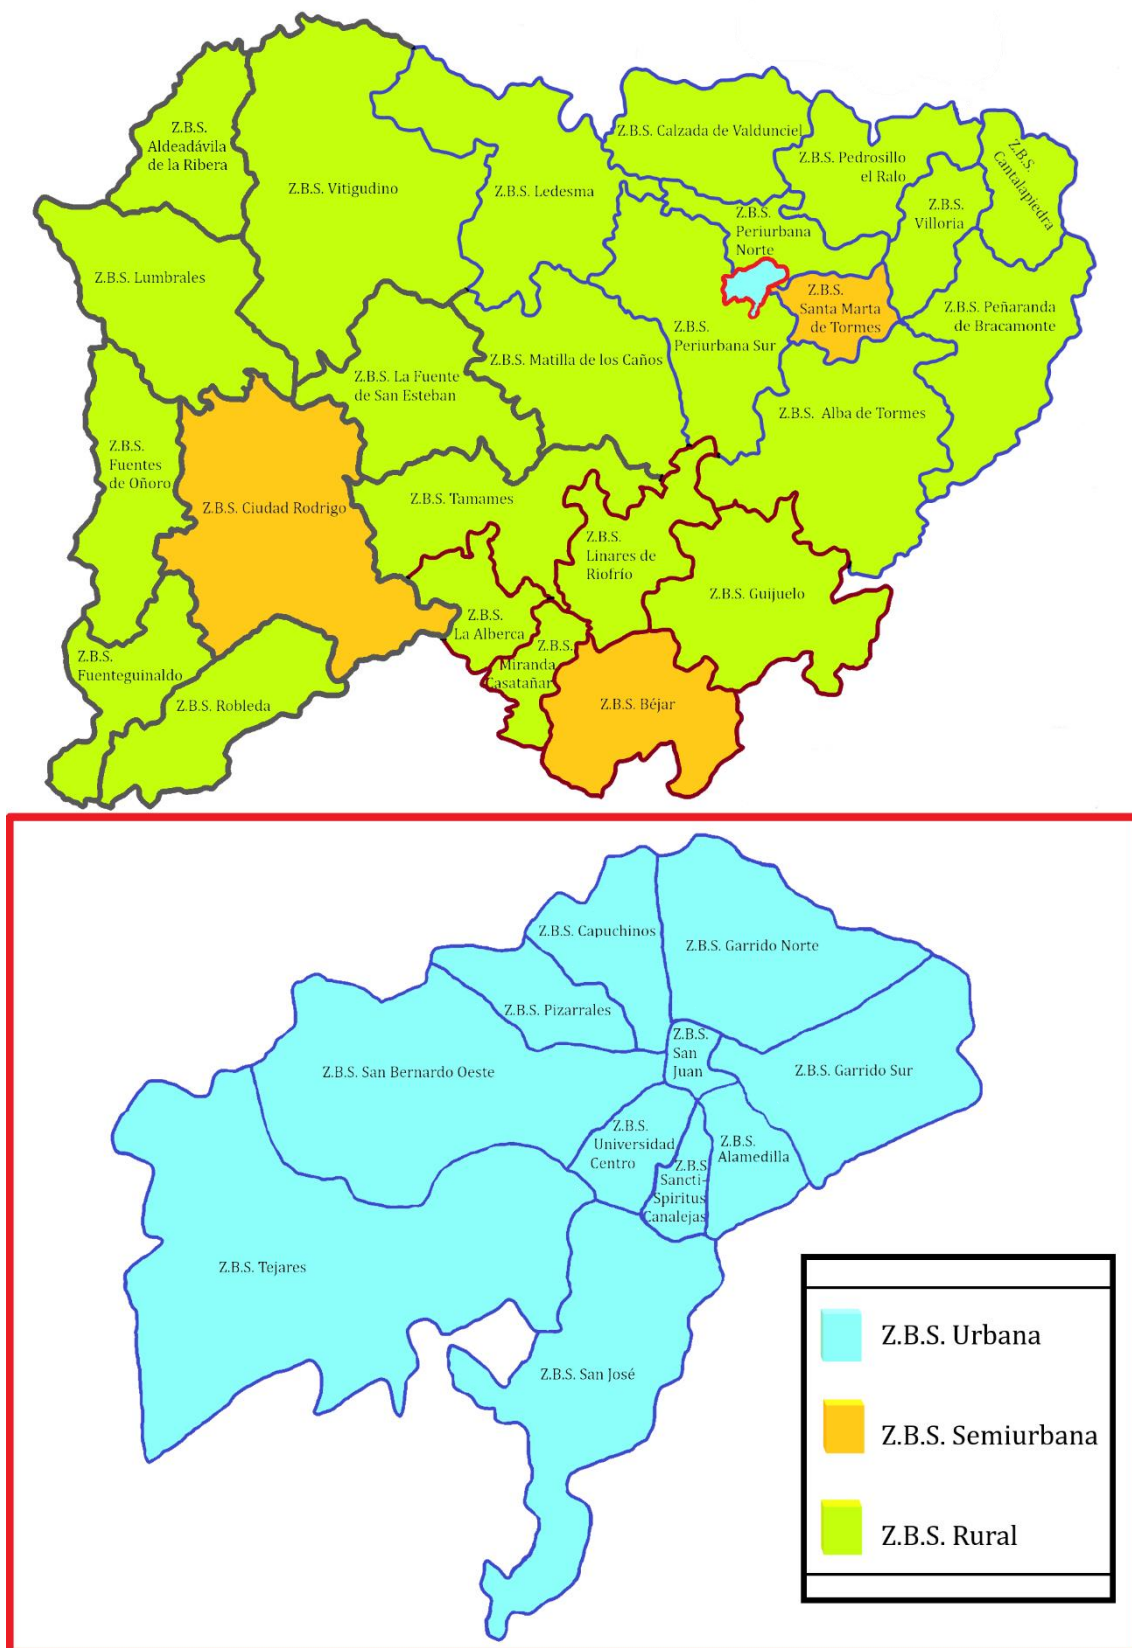 Z.B.S.
Aldeadávila
de la Ribera
Z.B.S. Vitigudino
Z.B.S. Ledesma
Z.B.S. Calzada de Valdunciel
Z.B.S. Pedrosillo
el Ralo
Z.B.S.
Cantalapiedra
Z.B.S.
Villoria
Z.B.S.
Periurbana
Norte
Z.B.S. Lumbrales
Z.B.S.
Santa Marta
de Tormes
Z.B.S. Peñaranda
de Bracamonte
Z.B.S.
Periurbana Sur
Z.B.S. Matilla de los Caños
Z.B.S. La Fuente
de San Esteban
Z.B.S. Alba de Tormes
Z.B.S.
Fuentes
de Oñoro
Z.B.S. Ciudad Rodrigo
Z.B.S. Tamames
Z.B.S.
Linares de
Riofrío
Z.B.S. Guijuelo
Z.B.S.
La Alberca
Z.B.S.
Miranda
Casatañar
Z.B.S.
Fuenteguinaldo
Z.B.S. Robleda
Z.B.S. Béjar
Z.B.S. Capuchinos
Z.B.S. Garrido Norte
Z.B.S. Pizarrales
Z.B.S.
San
Juan
Z.B.S. San Bernardo Oeste
Z.B.S. Garrido Sur
Z.B.S.
Universidad
Centro
Z.B.S.
Alamedilla
Z.B.S
Sancti-
Spiritus
Canalejas
Z.B.S. Tejares
Z.B.S. San José
Z.B.S. Urbana
Z.B.S. Semiurbana
Z.B.S. Rural